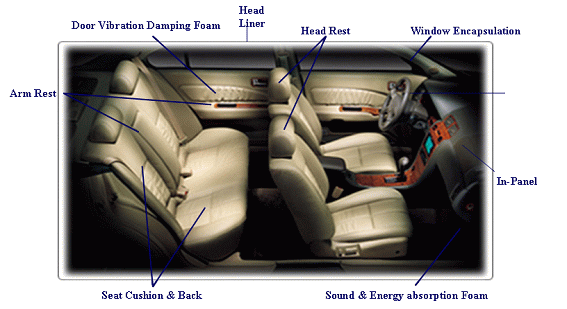 Head
Liner
Door Vibration Damping Foam
Head Rest
Window Encapsulation
Arm Rest
In-Panel
Seat Cushion & Back
Sound & Energy absorption Foam